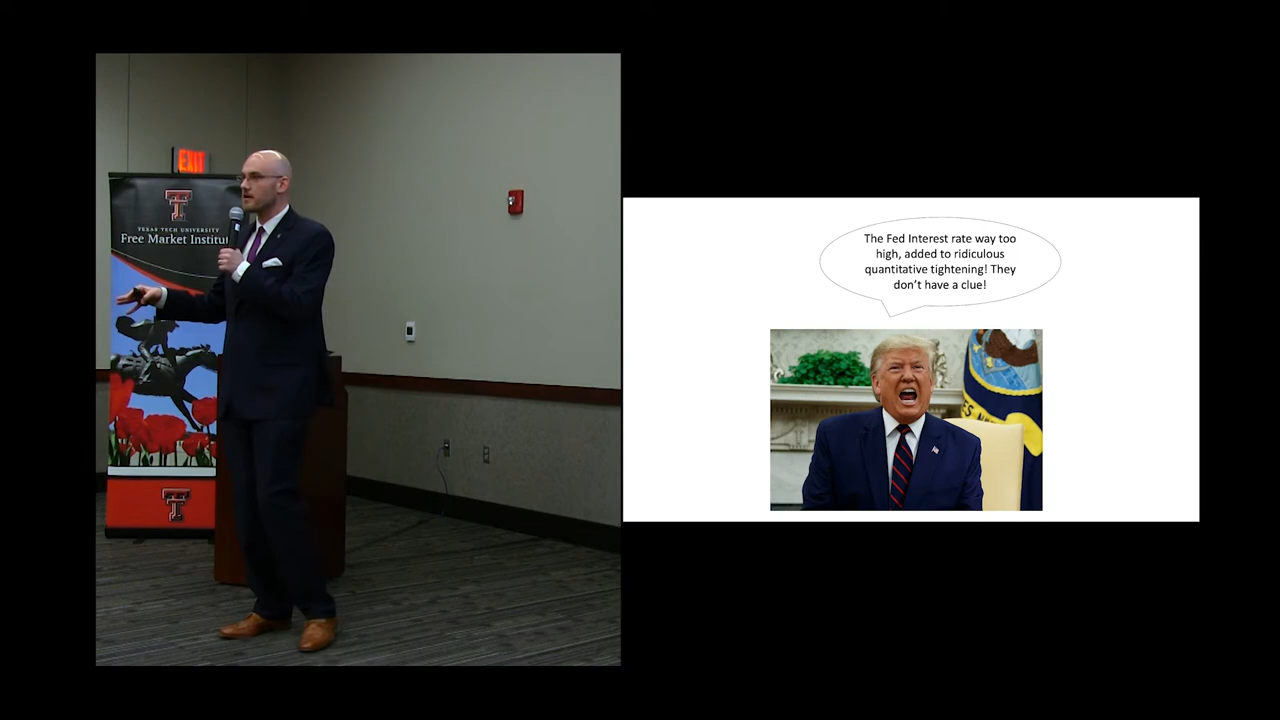 EXIT
TEXAS TECH UNIVERSITY
Free Market Institu
The Fed Interest rate way too
high, added to ridiculous
quantitative tightening! They
don't have a clue!